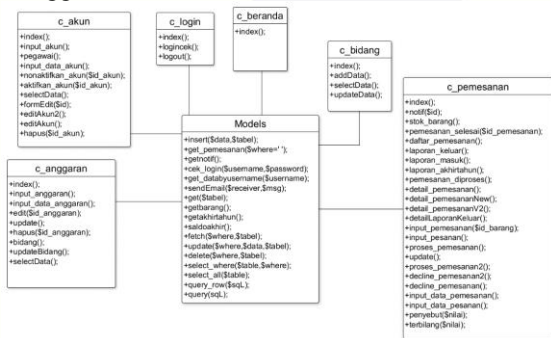 c_akun
+index();
+input_akun();
+pegawai();
+input_data_akun();
+nonaktifkan_akun($id_akun);
+aktifkan_akun($id_akun);
+selectData();
+formEdit($id);
+editAkun2();
+editAkun();
+hapus($id_akun);
c_login
+index();
+logincek();
+logout();
c_beranda
+index();
c_bidang
+index();
+addData();
+selectData();
+updateData();
c_anggaran
+index();
+input_anggaran();
+input_data_anggaran();
+edit($id_anggaran);
+update();
+hapus($id_anggaran);
+bidang();
+updateBidang();
+selectData();
Models
+insert($data,$tabel);
+get_pemesanan($where=' ');
+getnotif();
+cek_login($username,$password);
+get_databyusername($username);
+sendEmail($receiver,$msg);
+get($tabel);
+getbarang();
+getakhirtahun();
+saldoakhir();
+fetch($where,$tabel);
+update($where,$data,$tabel);
+delete($where,$tabel);
+select_where($table,$where);
+select_all($table);
+query_row($sqL);
+query(sqL);
c_pemesanan
+index();
+notif($id);
+stok_barang();
+pemesanan_selesai($id_pemesanan);
+daftar_pemesanan();
+laporan_keluar();
+laporan_masuk();
+laporan_akhirtahun();
+pemesanan_diproses();
+detail_pemesanan();
+detail_pemesananNew();
+detail_pemesananV2();
+detailLaporanKeluar();
+input_pemesanan($id_barang);
+input_pesanan();
+proses_pemesanan();
+update();
+proses_pemesanan2();
+decline_pemesanan2();
+decline_pemesanan();
+input_data_pemesanan();
+input_data_pesanan();
+penyebut($nilai);
+terbilang($nilai);